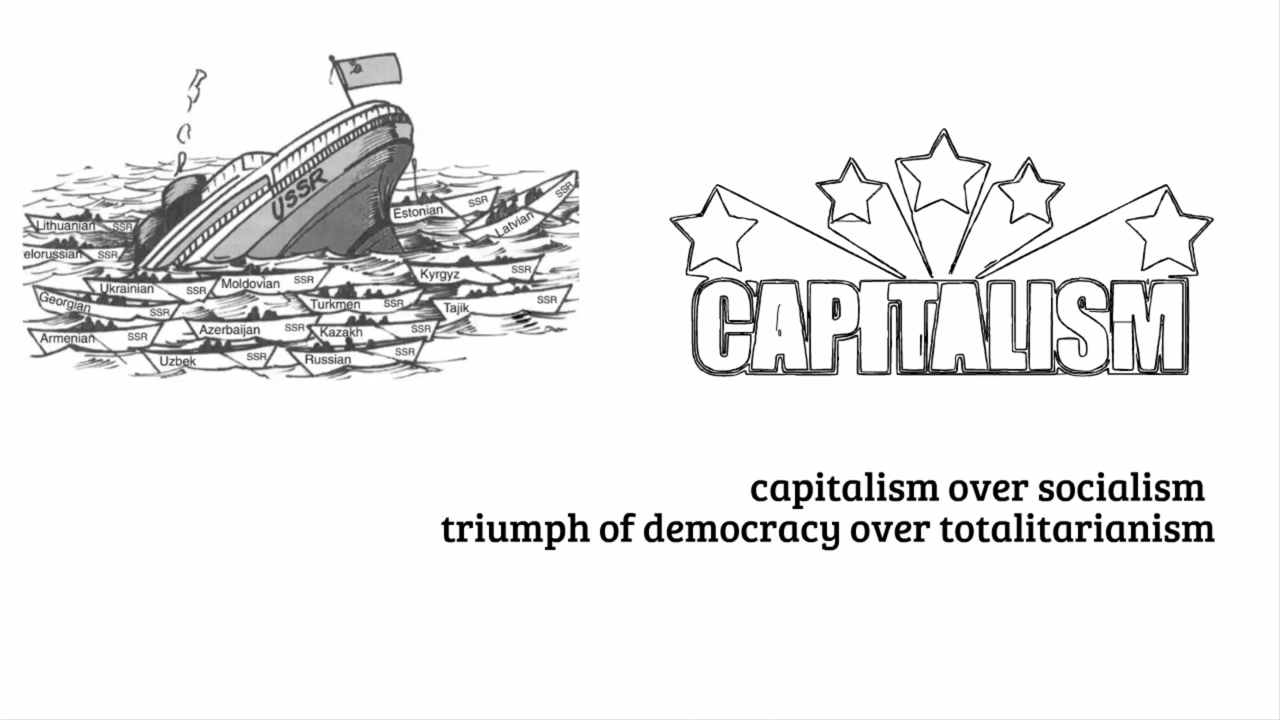 USSR
Lithuanian SSR
Estonian SSR
Latvian SSR
elorussian SSR
Ukrainian SSR
Moldovian SSR
Kyrgyz SSR
Georgian SSR
Turkmen SSR
Tajik SSR
Armenian SSR
Azerbaijan SSR
Kazakh SSR
Uzbek SSR
Russian SSR
CAPITALISM
capitalism over socialism
triumph of democracy over totalitarianism